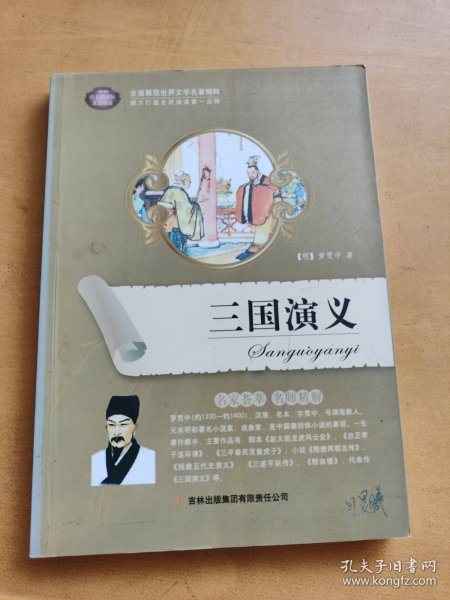 全面展现世界文学名著精粹
倾力打造全民阅读第一品牌
【明】罗贯中 著
三国演义
Sanguoyanyi
名家荟萃 名师精解
罗贯中(约1330—约1400)，汉族，名本，字贯中，号湖海散人，
元末明初著名小说家、戏曲家，是中国章回体小说的鼻祖。一生
著作颇丰，主要作品有：剧本《赵太祖龙虎风云会》、《忠正孝
子连环谏》、《三平章死哭蜚虎子》；小说《隋唐两朝志传》、
《残唐五代史演义》、《三遂平妖传》、《粉妆楼》、代表作
《三国演义》等。
吉林出版集团有限责任公司
孔夫子旧书网
www.kongfz.com